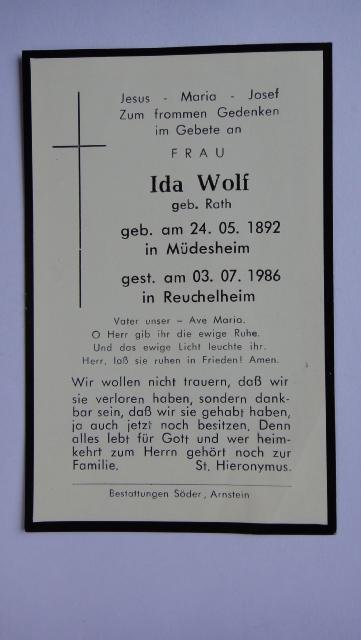 Jesus - Maria - Josef
Zum frommen Gedenken
im Gebete an
FRAU
Ida Wolf
geb. Rath
geb. am 24. 05. 1892
in Müdesheim
gest. am 03. 07. 1986
in Reuchelheim
Vater unser – Ave Maria.
O Herr gib ihr die ewige Ruhe.
Und das ewige Licht leuchte ihr.
Herr, laß sie ruhen in Frieden! Amen.
Wir wollen nicht trauern, daß wir
sie verloren haben, sondern dank-
bar sein, daß wir sie gehabt haben,
ja auch jetzt noch besitzen. Denn
alles lebt für Gott und wer heim-
kehrt zum Herrn gehört noch zur
Familie. St. Hieronymus.
Bestattungen Söder, Arnstein